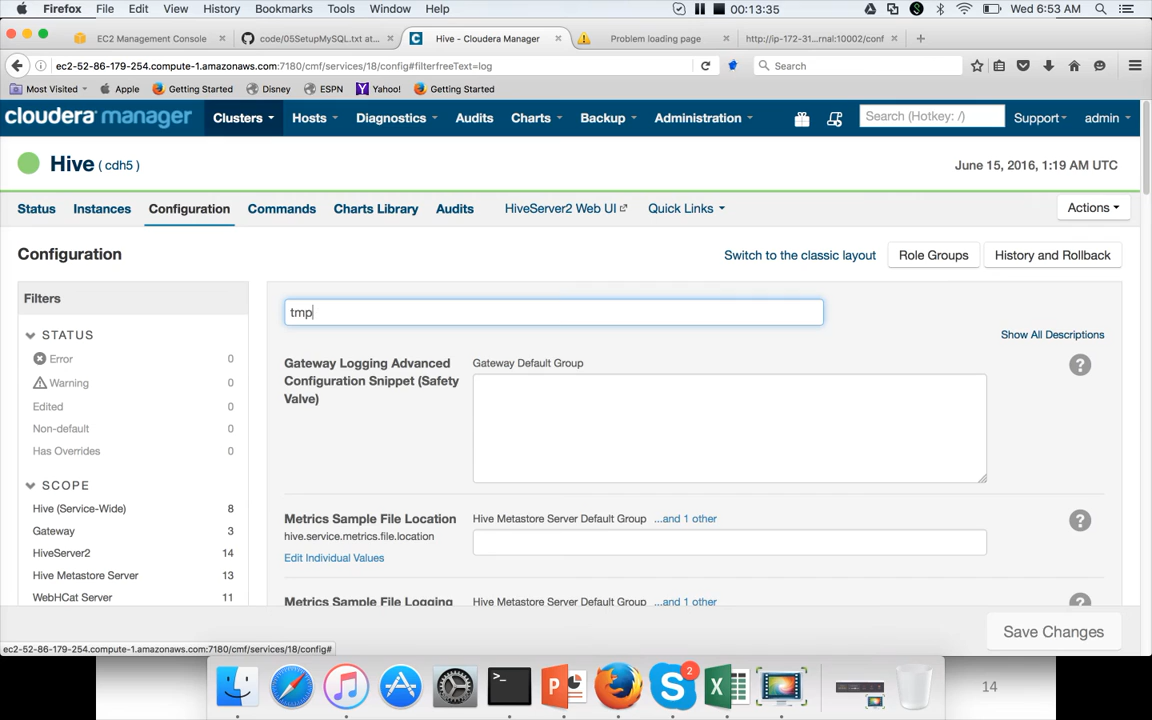 Firefox File Edit View History Bookmarks Tools Window Help 00:13:35 Wed 6:53 AM
EC2 Management Console × code/05SetupMySQL.txt at... × Hive - Cloudera Manager × Problem loading page × http://ip-172-31...rnal:10002/conf × +
ec2-52-86-179-254.compute-1.amazonaws.com:7180/cmf/services/18/config#filterfreeText=log Search
Most Visited Apple Getting Started Disney ESPN Yahoo! Getting Started
cloudera manager Clusters Hosts Diagnostics Audits Charts Backup Administration Search (Hotkey: /) Support admin
Hive ( cdh5 ) June 15, 2016, 1:19 AM UTC
Status Instances Configuration Commands Charts Library Audits HiveServer2 Web UI Quick Links Actions
Configuration Switch to the classic layout Role Groups History and Rollback
Filters
tmp
STATUS Show All Descriptions
Error 0
Warning 0
Edited 0
Non-default 0
Has Overrides 0
SCOPE
Hive (Service-Wide) 8
Gateway 3
HiveServer2 14
Hive Metastore Server 13
WebHCat Server 11
Gateway Logging Advanced
Configuration Snippet (Safety
Valve)
Gateway Default Group
?
Metrics Sample File Location
hive.service.metrics.file.location
Edit Individual Values
Hive Metastore Server Default Group ...and 1 other
?
Metrics Sample File Logging
Hive Metastore Server Default Group ...and 1 other
?
Save Changes
ec2-52-86-179-254.compute-1.amazonaws.com:7180/cmf/services/18/config#
2
14